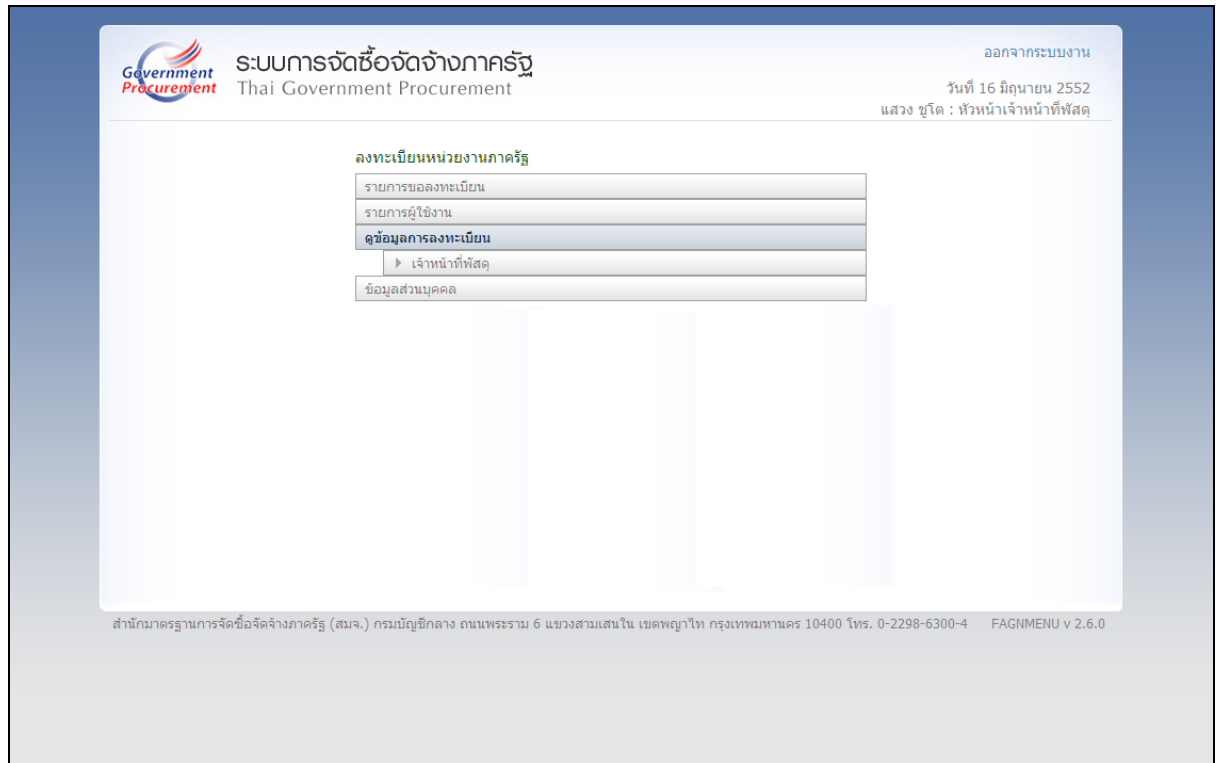 Government
Procurement
ระบบการจัดซื้อจัดจ้างภาครัฐ
Thai Government Procurement
ออกจากระบบงาน
วันที่ 16 มิถุนายน 2552
แสวง ชูโต : หัวหน้าเจ้าหน้าที่พัสดุ
ลงทะเบียนหน่วยงานภาครัฐ
รายการขอลงทะเบียน
รายการผู้ใช้งาน
ดูข้อมูลการลงทะเบียน
เจ้าหน้าที่พัสดุ
ข้อมูลส่วนบุคคล
สำนักมาตรฐานการจัดซื้อจัดจ้างภาครัฐ (สมจ.) กรมบัญชีกลาง ถนนพระราม 6 แขวงสามเสนใน เขตพญาไท กรุงเทพมหานคร 10400 โทร. 0-2298-6300-4 FAGNMENU v 2.6.0